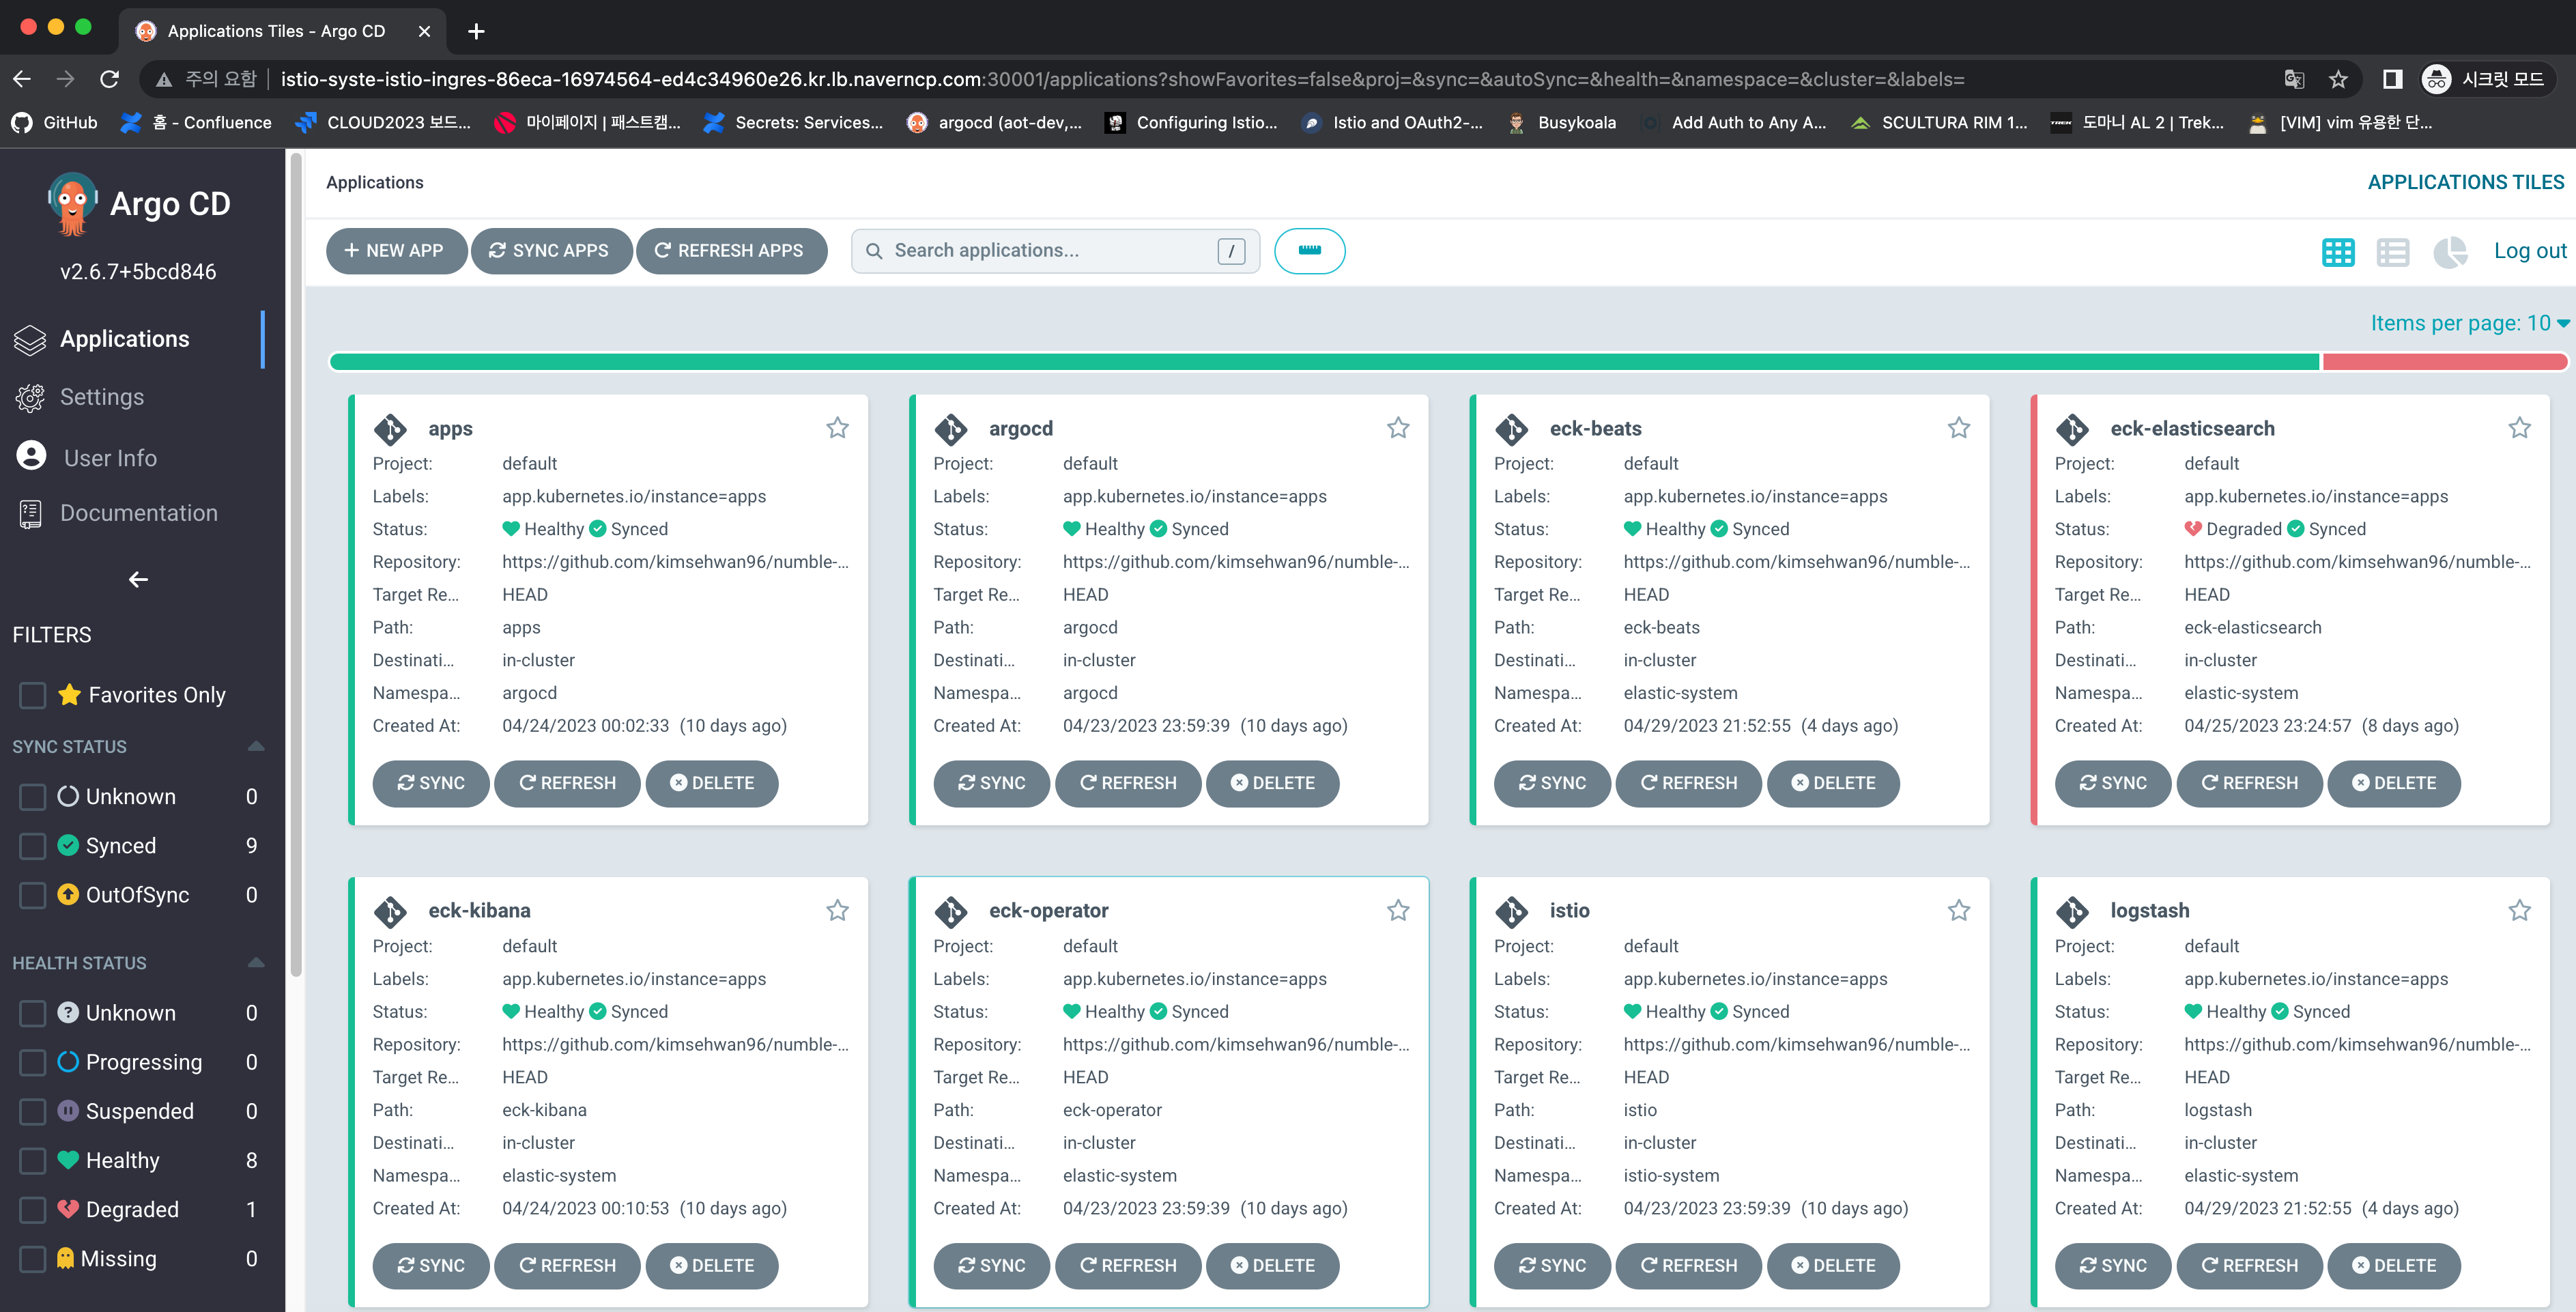 Applications Tiles - Argo CD
주의 요함 istio-syste-istio-ingres-86eca-16974564-ed4c34960e26.kr.lb.naverncp.com:30001/applications?showFavorites=false&proj=&sync=&autoSync=&health=&namespace=&cluster=&labels= 시크릿 모드
GitHub 홈 - Confluence CLOUD2023 보드... 마이페이지 | 패스트캠... Secrets: Services... argocd (aot-dev,... Configuring Istio... Istio and OAuth2-... Busykoala Add Auth to Any A... SCULTURA RIM 1... 도마니 AL 2 | Trek... [VIM] vim 유용한 단...
Argo CD
v2.6.7+5bcd846
Applications
Settings
User Info
Documentation
FILTERS
Favorites Only
SYNC STATUS
Unknown 0
Synced 9
OutOfSync 0
HEALTH STATUS
Unknown 0
Progressing 0
Suspended 0
Healthy 8
Degraded 1
Missing 0
Applications APPLICATIONS TILES
NEW APP SYNC APPS REFRESH APPS Search applications... / Log out
Items per page: 10
apps
Project: default
Labels: app.kubernetes.io/instance=apps
Status: Healthy Synced
Repository: https://github.com/kimsehwan96/numble-...
Target Re... HEAD
Path: apps
Destinati... in-cluster
Namespa... argocd
Created At: 04/24/2023 00:02:33 (10 days ago)
SYNC REFRESH DELETE
argocd
Project: default
Labels: app.kubernetes.io/instance=apps
Status: Healthy Synced
Repository: https://github.com/kimsehwan96/numble-...
Target Re... HEAD
Path: argocd
Destinati... in-cluster
Namespa... argocd
Created At: 04/23/2023 23:59:39 (10 days ago)
SYNC REFRESH DELETE
eck-beats
Project: default
Labels: app.kubernetes.io/instance=apps
Status: Healthy Synced
Repository: https://github.com/kimsehwan96/numble-...
Target Re... HEAD
Path: eck-beats
Destinati... in-cluster
Namespa... elastic-system
Created At: 04/29/2023 21:52:55 (4 days ago)
SYNC REFRESH DELETE
eck-elasticsearch
Project: default
Labels: app.kubernetes.io/instance=apps
Status: Degraded Synced
Repository: https://github.com/kimsehwan96/numble-...
Target Re... HEAD
Path: eck-elasticsearch
Destinati... in-cluster
Namespa... elastic-system
Created At: 04/25/2023 23:24:57 (8 days ago)
SYNC REFRESH DELETE
eck-kibana
Project: default
Labels: app.kubernetes.io/instance=apps
Status: Healthy Synced
Repository: https://github.com/kimsehwan96/numble-...
Target Re... HEAD
Path: eck-kibana
Destinati... in-cluster
Namespa... elastic-system
Created At: 04/24/2023 00:10:53 (10 days ago)
SYNC REFRESH DELETE
eck-operator
Project: default
Labels: app.kubernetes.io/instance=apps
Status: Healthy Synced
Repository: https://github.com/kimsehwan96/numble-...
Target Re... HEAD
Path: eck-operator
Destinati... in-cluster
Namespa... elastic-system
Created At: 04/23/2023 23:59:39 (10 days ago)
SYNC REFRESH DELETE
istio
Project: default
Labels: app.kubernetes.io/instance=apps
Status: Healthy Synced
Repository: https://github.com/kimsehwan96/numble-...
Target Re... HEAD
Path: istio
Destinati... in-cluster
Namespa... istio-system
Created At: 04/23/2023 23:59:39 (10 days ago)
SYNC REFRESH DELETE
logstash
Project: default
Labels: app.kubernetes.io/instance=apps
Status: Healthy Synced
Repository: https://github.com/kimsehwan96/numble-...
Target Re... HEAD
Path: logstash
Destinati... in-cluster
Namespa... elastic-system
Created At: 04/29/2023 21:52:55 (4 days ago)
SYNC REFRESH DELETE